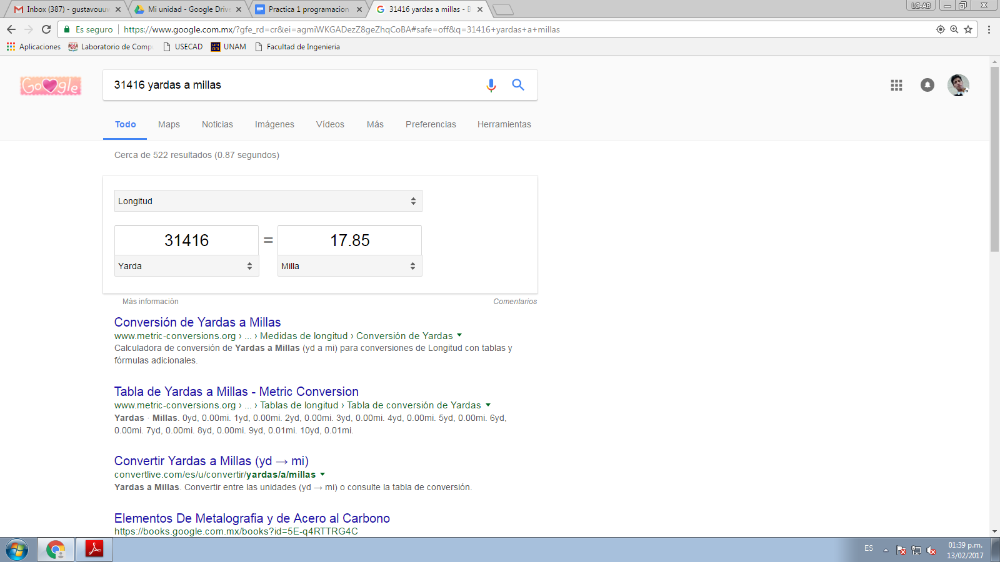 Inbox (387) - gustavouuv
Mi unidad - Google Drive
Practica 1 programacion
31416 yardas a millas - B
LC-AB
Es seguro
https://www.google.com.mx/?gfe_rd=cr&ei=agmiWKGADezZ8geZhqCoBA#safe=off&q=31416+yardas+a+millas
Aplicaciones
Laboratorio de Compu
USECAD
UNAM
Facultad de Ingenieria
Google
31416 yardas a millas
Todo
Maps
Noticias
Imágenes
Vídeos
Más
Preferencias
Herramientas
Cerca de 522 resultados (0.87 segundos)
Longitud
31416
=
17.85
Yarda
Milla
Más información
Comentarios
Conversión de Yardas a Millas
www.metric-conversions.org › ... › Medidas de longitud › Conversión de Yardas
Calculadora de conversión de Yardas a Millas (yd a mi) para conversiones de Longitud con tablas y
fórmulas adicionales.
Tabla de Yardas a Millas - Metric Conversion
www.metric-conversions.org › ... › Tablas de longitud › Tabla de conversión de Yardas
Yardas · Millas. 0yd, 0.00mi. 1yd, 0.00mi. 2yd, 0.00mi. 3yd, 0.00mi. 4yd, 0.00mi. 5yd, 0.00mi. 6yd,
0.00mi. 7yd, 0.00mi. 8yd, 0.00mi. 9yd, 0.01mi. 10yd, 0.01mi.
Convertir Yardas a Millas (yd → mi)
convertlive.com/es/u/convertir/yardas/a/millas
Yardas a Millas. Convertir entre las unidades (yd → mi) o consulte la tabla de conversión.
Elementos De Metalografia y de Acero al Carbono
https://books.google.com.mx/books?id=5E-q4RTTRG4C
ES
01:39 p.m.
13/02/2017